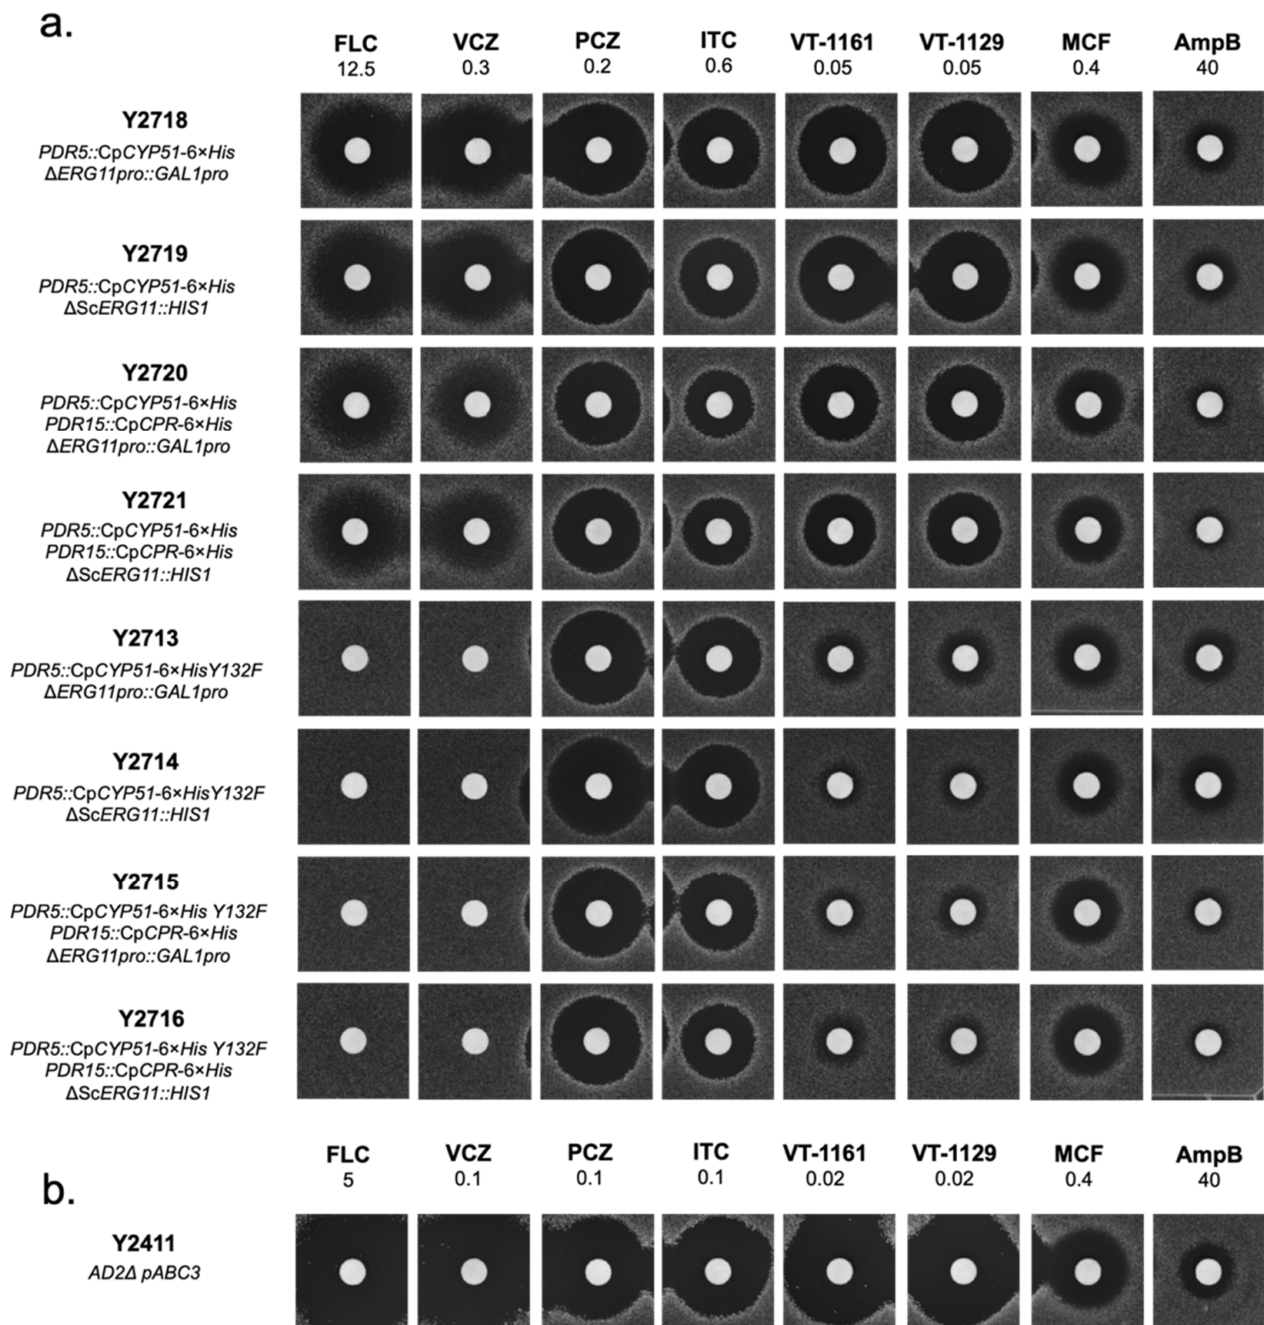 a.
FLC VCZ PCZ ITC VT-1161 VT-1129 MCF AmpB
12.5 0.3 0.2 0.6 0.05 0.05 0.4 40
Y2718
PDR5::CpCYP51-6×His
ΔERG11pro::GAL1pro
Y2719
PDR5::CpCYP51-6×His
ΔScERG11::HIS1
Y2720
PDR5::CpCYP51-6×His
PDR15::CpCPR-6×His
ΔERG11pro::GAL1pro
Y2721
PDR5::CpCYP51-6×His
PDR15::CpCPR-6×His
ΔScERG11::HIS1
Y2713
PDR5::CpCYP51-6×HisY132F
ΔERG11pro::GAL1pro
Y2714
PDR5::CpCYP51-6×HisY132F
ΔScERG11::HIS1
Y2715
PDR5::CpCYP51-6×His Y132F
PDR15::CpCPR-6×His
ΔERG11pro::GAL1pro
Y2716
PDR5::CpCYP51-6×His Y132F
PDR15::CpCPR-6×His
ΔScERG11::HIS1
b.
FLC VCZ PCZ ITC VT-1161 VT-1129 MCF AmpB
5 0.1 0.1 0.1 0.02 0.02 0.4 40
Y2411
AD2Δ pABC3